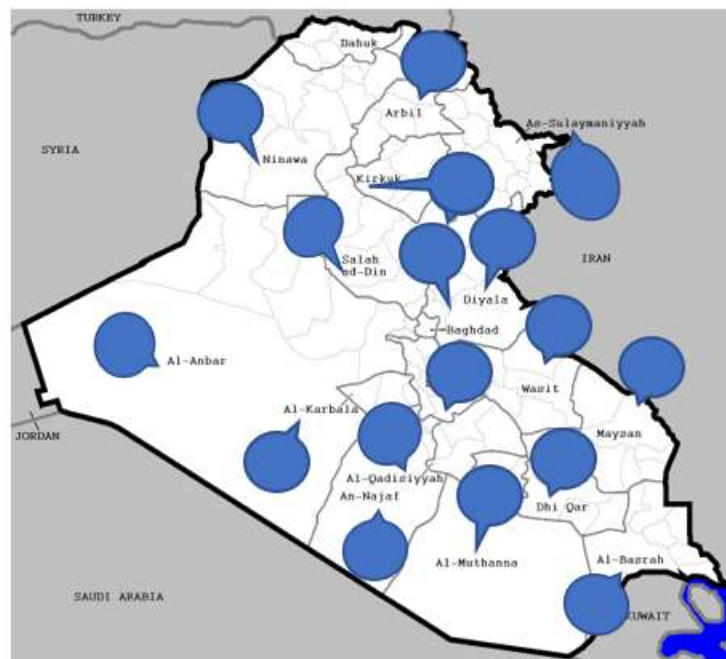 TURKEY
Dahuk
Arbil
As-Sulaymaniyyah
SYRIA
Ninawa
Kirkuk
Salah
ad-Din
IRAN
Diyala
Baghdad
Al-Anbar
Wasit
Al-Karbala
JORDAN
Maysan
Al-Qadisiyyah
An-Najaf
Dhi Qar
Al-Muthanna
Al-Basrah
SAUDI ARABIA
KUWAIT